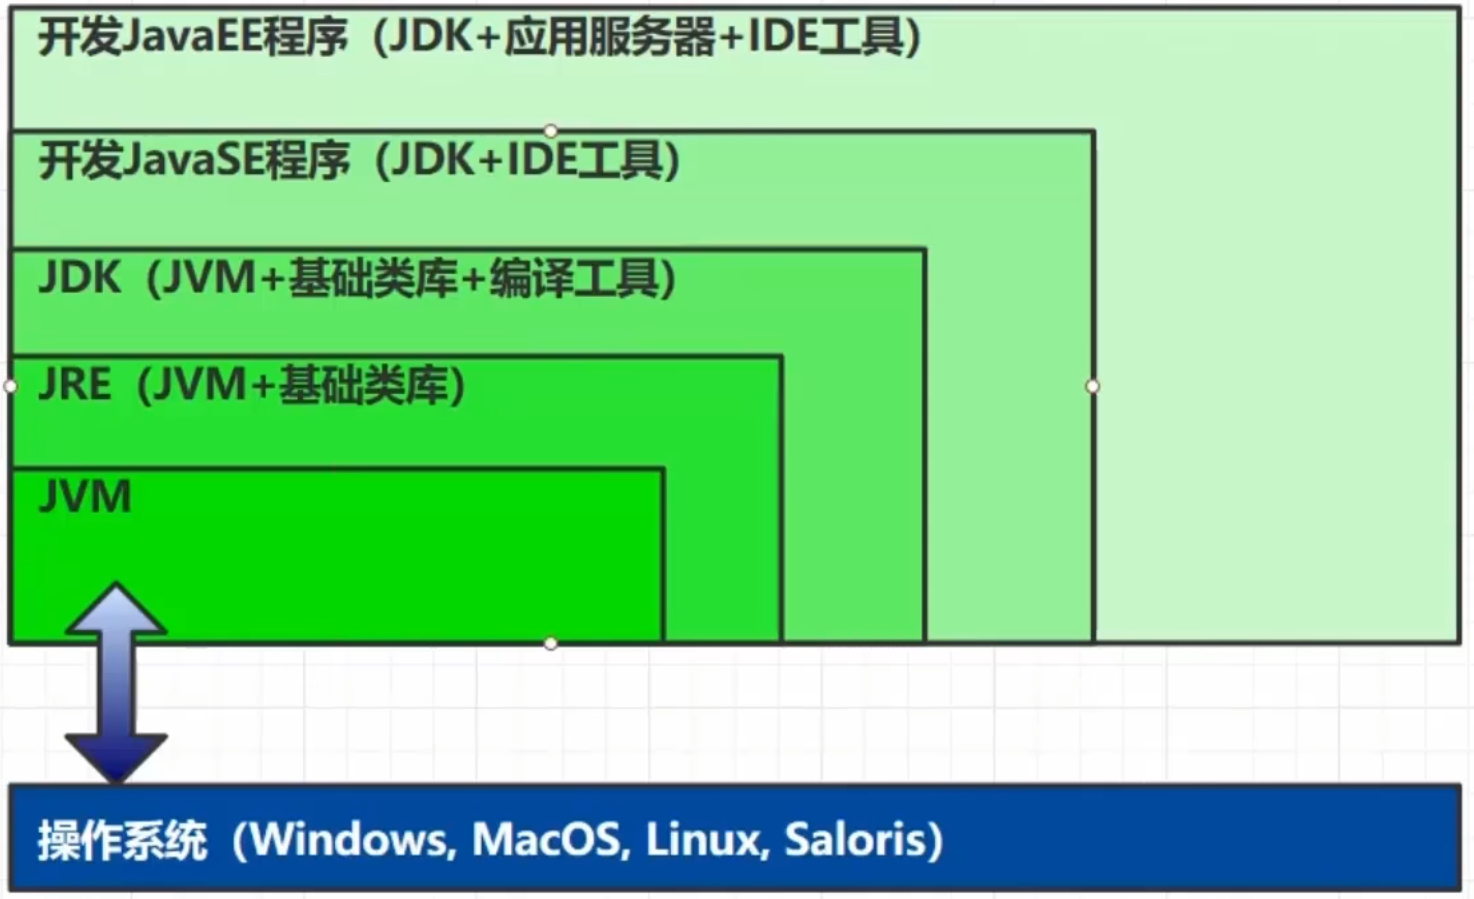 开发JavaEE程序（JDK+应用服务器+IDE工具）
开发JavaSE程序（JDK+IDE工具）
JDK（JVM+基础类库+编译工具）
JRE（JVM+基础类库）
JVM
操作系统（Windows, MacOS, Linux, Saloris）